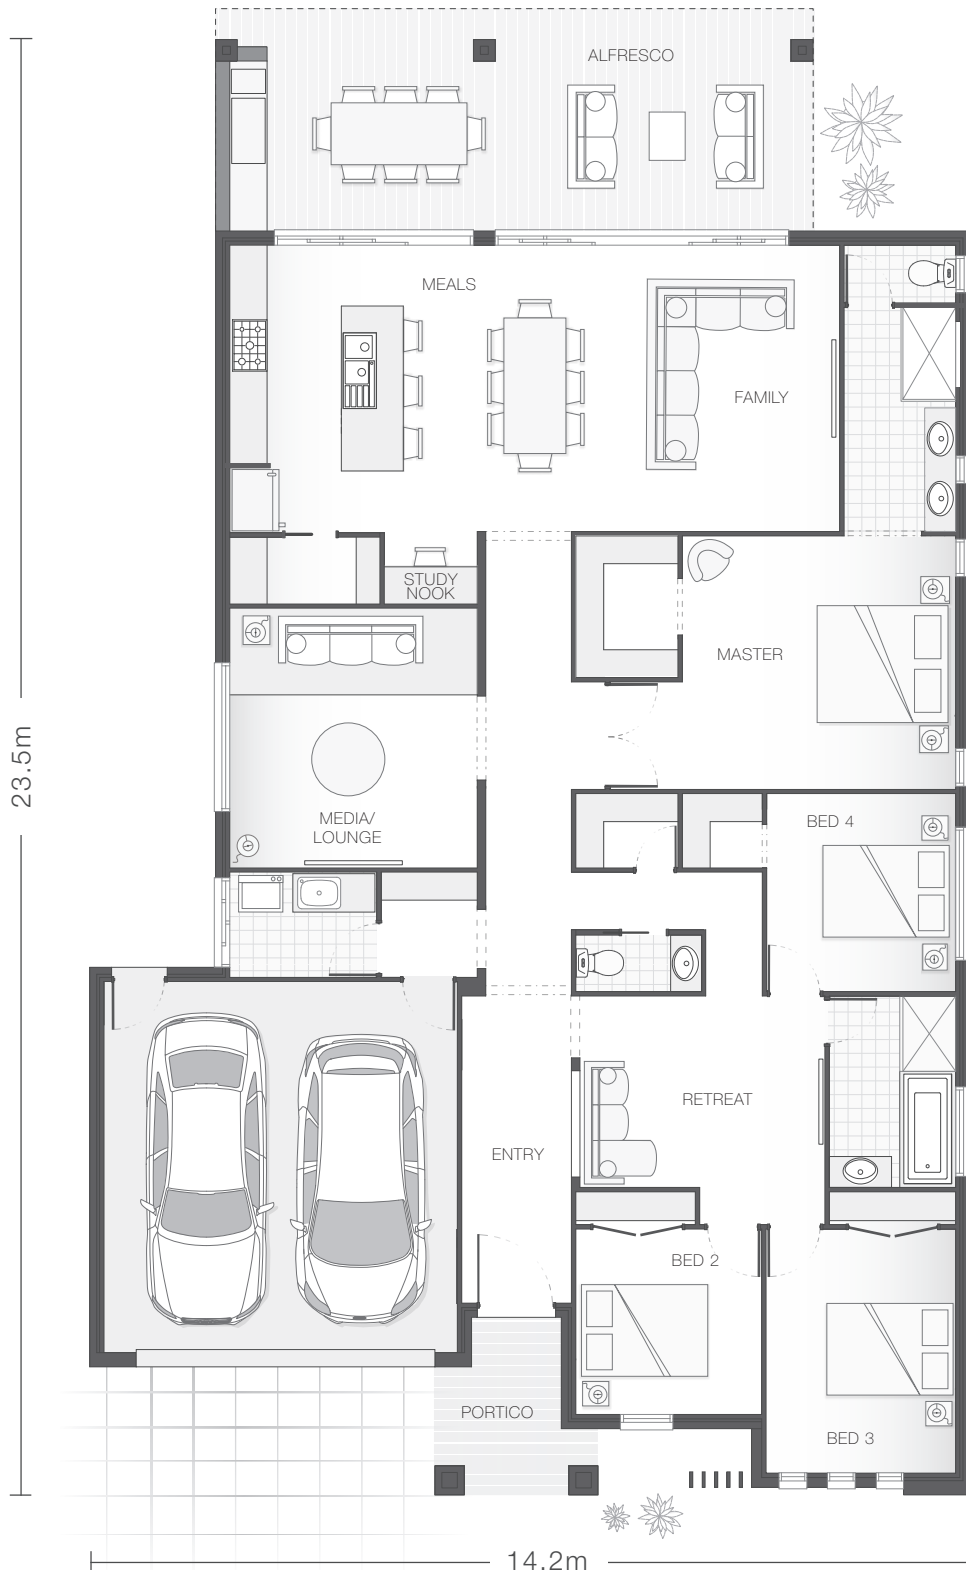 ALFRESCO
MEALS
FAMILY
STUDY
NOOK
MASTER
23.5m
MEDIA/
LOUNGE
BED 4
RETREAT
ENTRY
BED 2
PORTICO
BED 3
14.2m